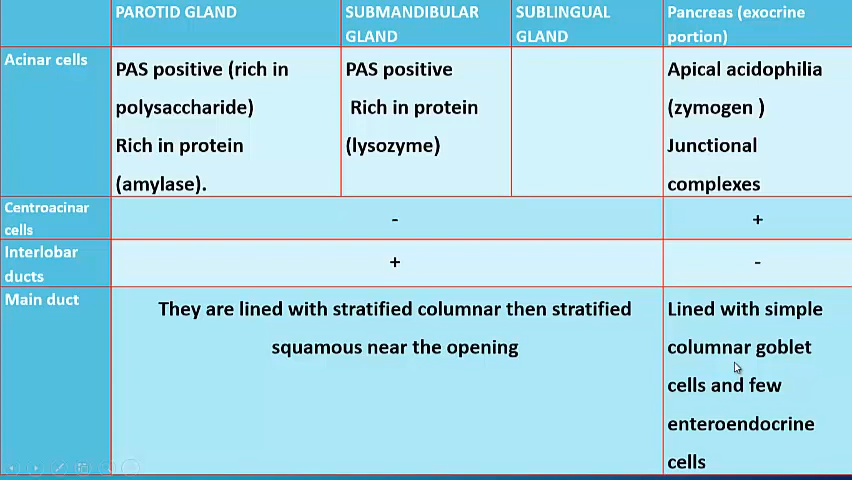 PAROTID GLAND
SUBMANDIBULAR
GLAND
SUBLINGUAL
GLAND
Pancreas (exocrine
portion)
Acinar cells
PAS positive (rich in
polysaccharide)
Rich in protein
(amylase).
PAS positive
Rich in protein
(lysozyme)
Apical acidophilia
(zymogen )
Junctional
complexes
Centroacinar
cells
-
+
Interlobar
ducts
+
-
Main duct
They are lined with stratified columnar then stratified
squamous near the opening
Lined with simple
columnar goblet
cells and few
enteroendocrine
cells